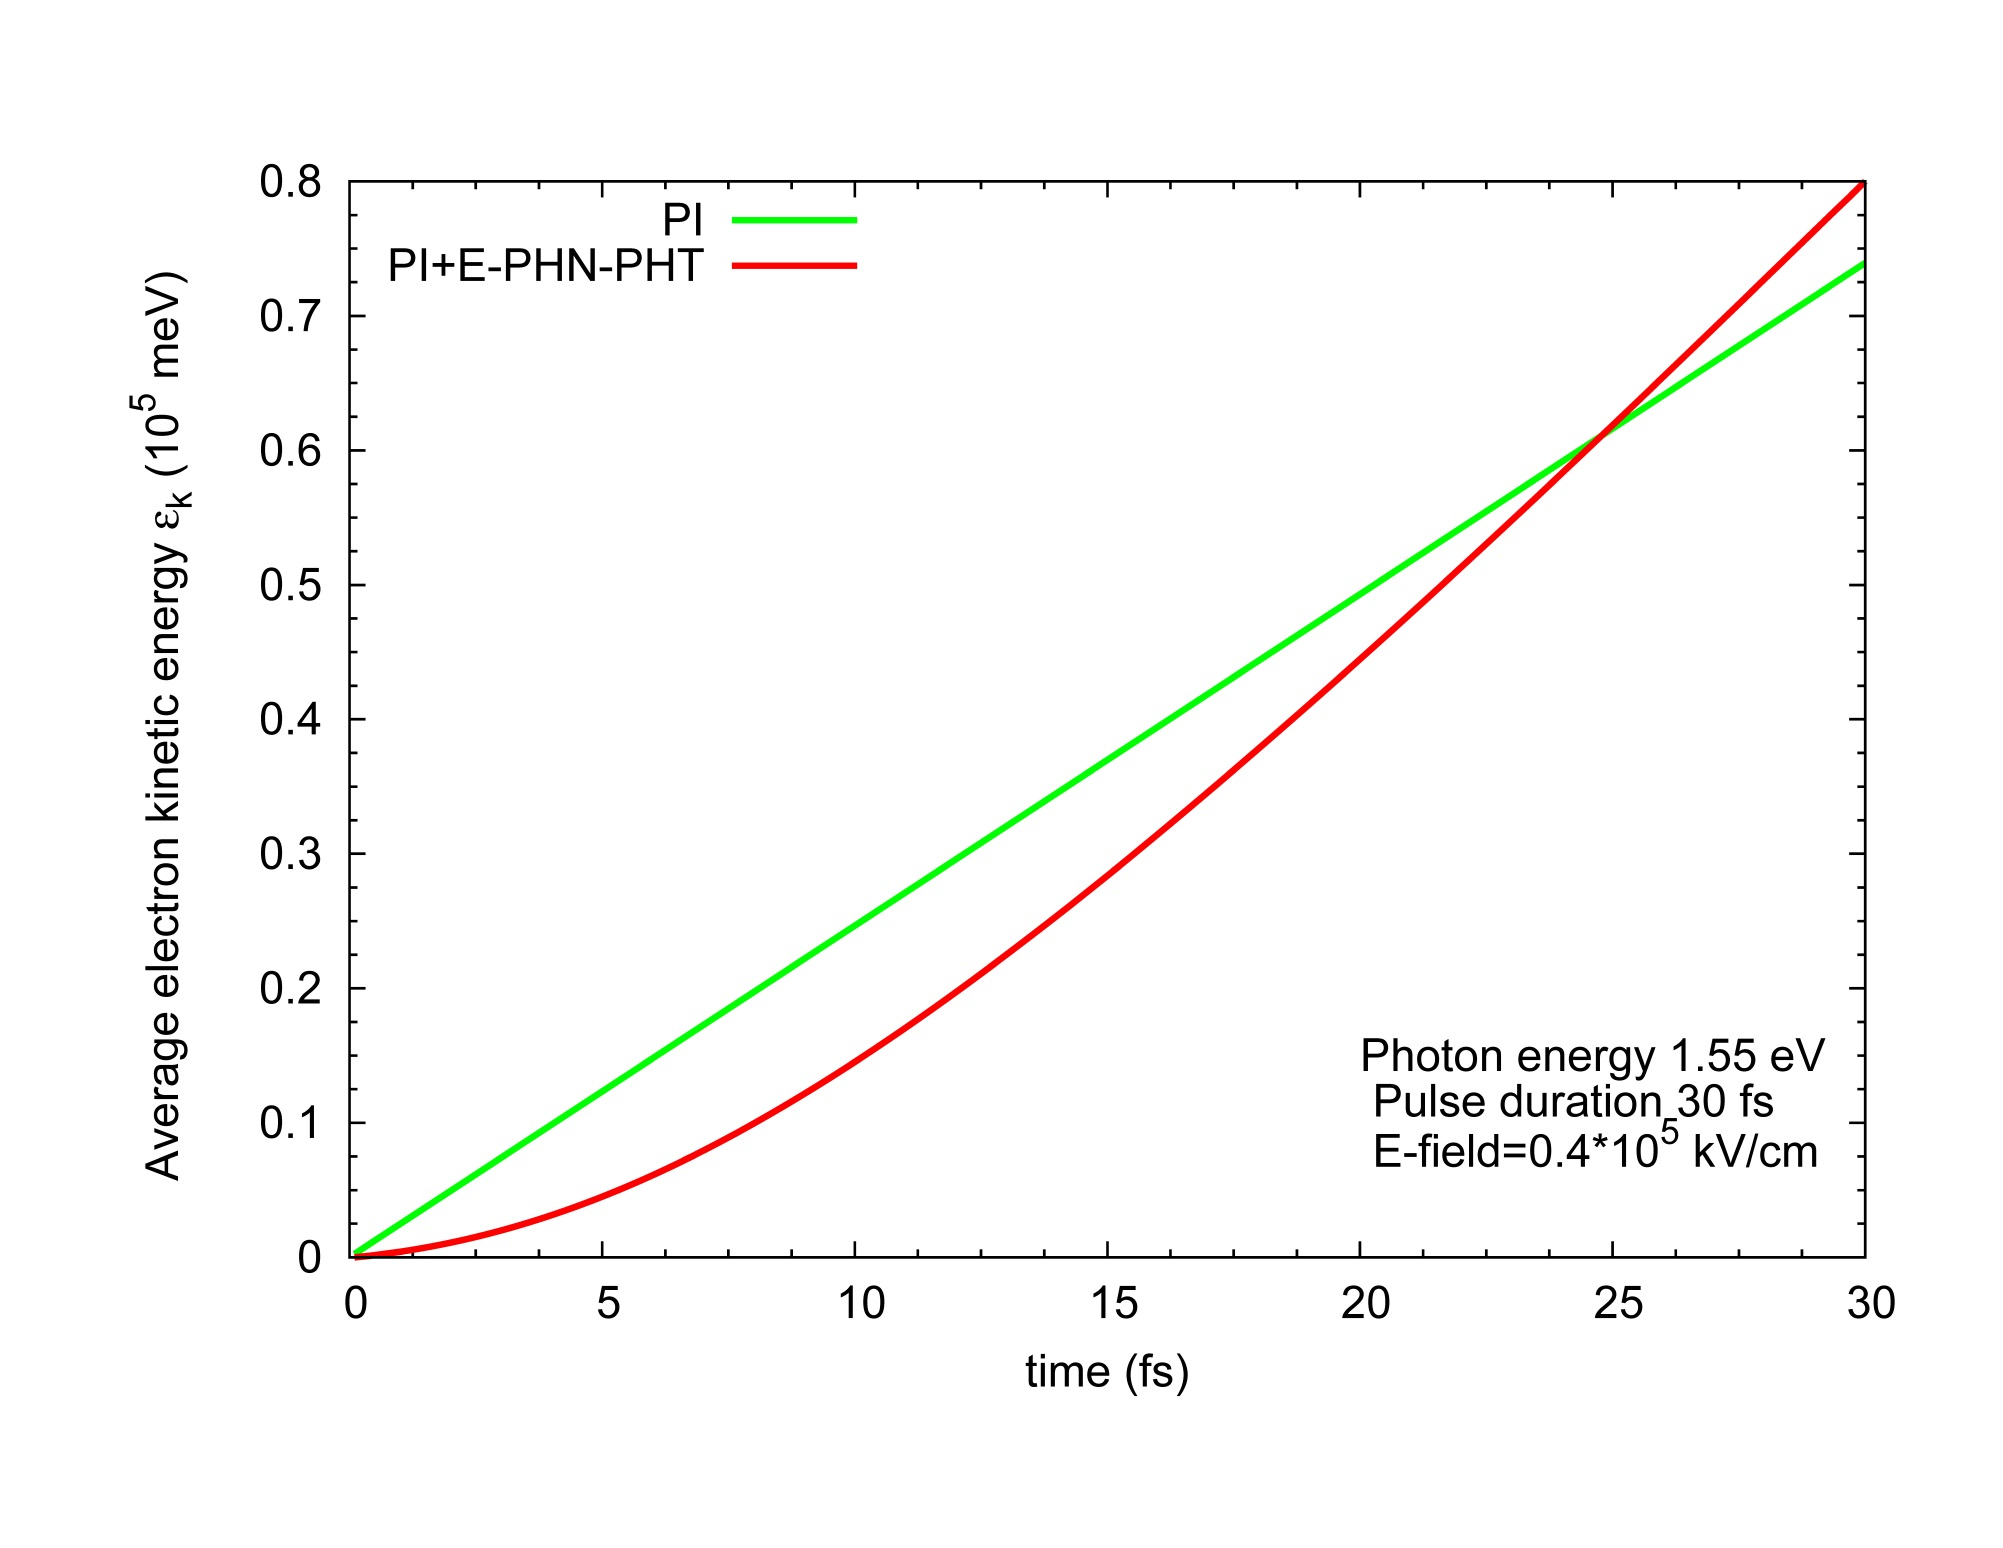 0.8
0.7
0.6
0.5
0.4
0.3
0.2
0.1
0
Average electron kinetic energy εk (10^5 meV)
PI
PI+E-PHN-PHT
Photon energy 1.55 eV
Pulse duration 30 fs
E-field=0.4*10^5 kV/cm
0 5 10 15 20 25 30
time (fs)